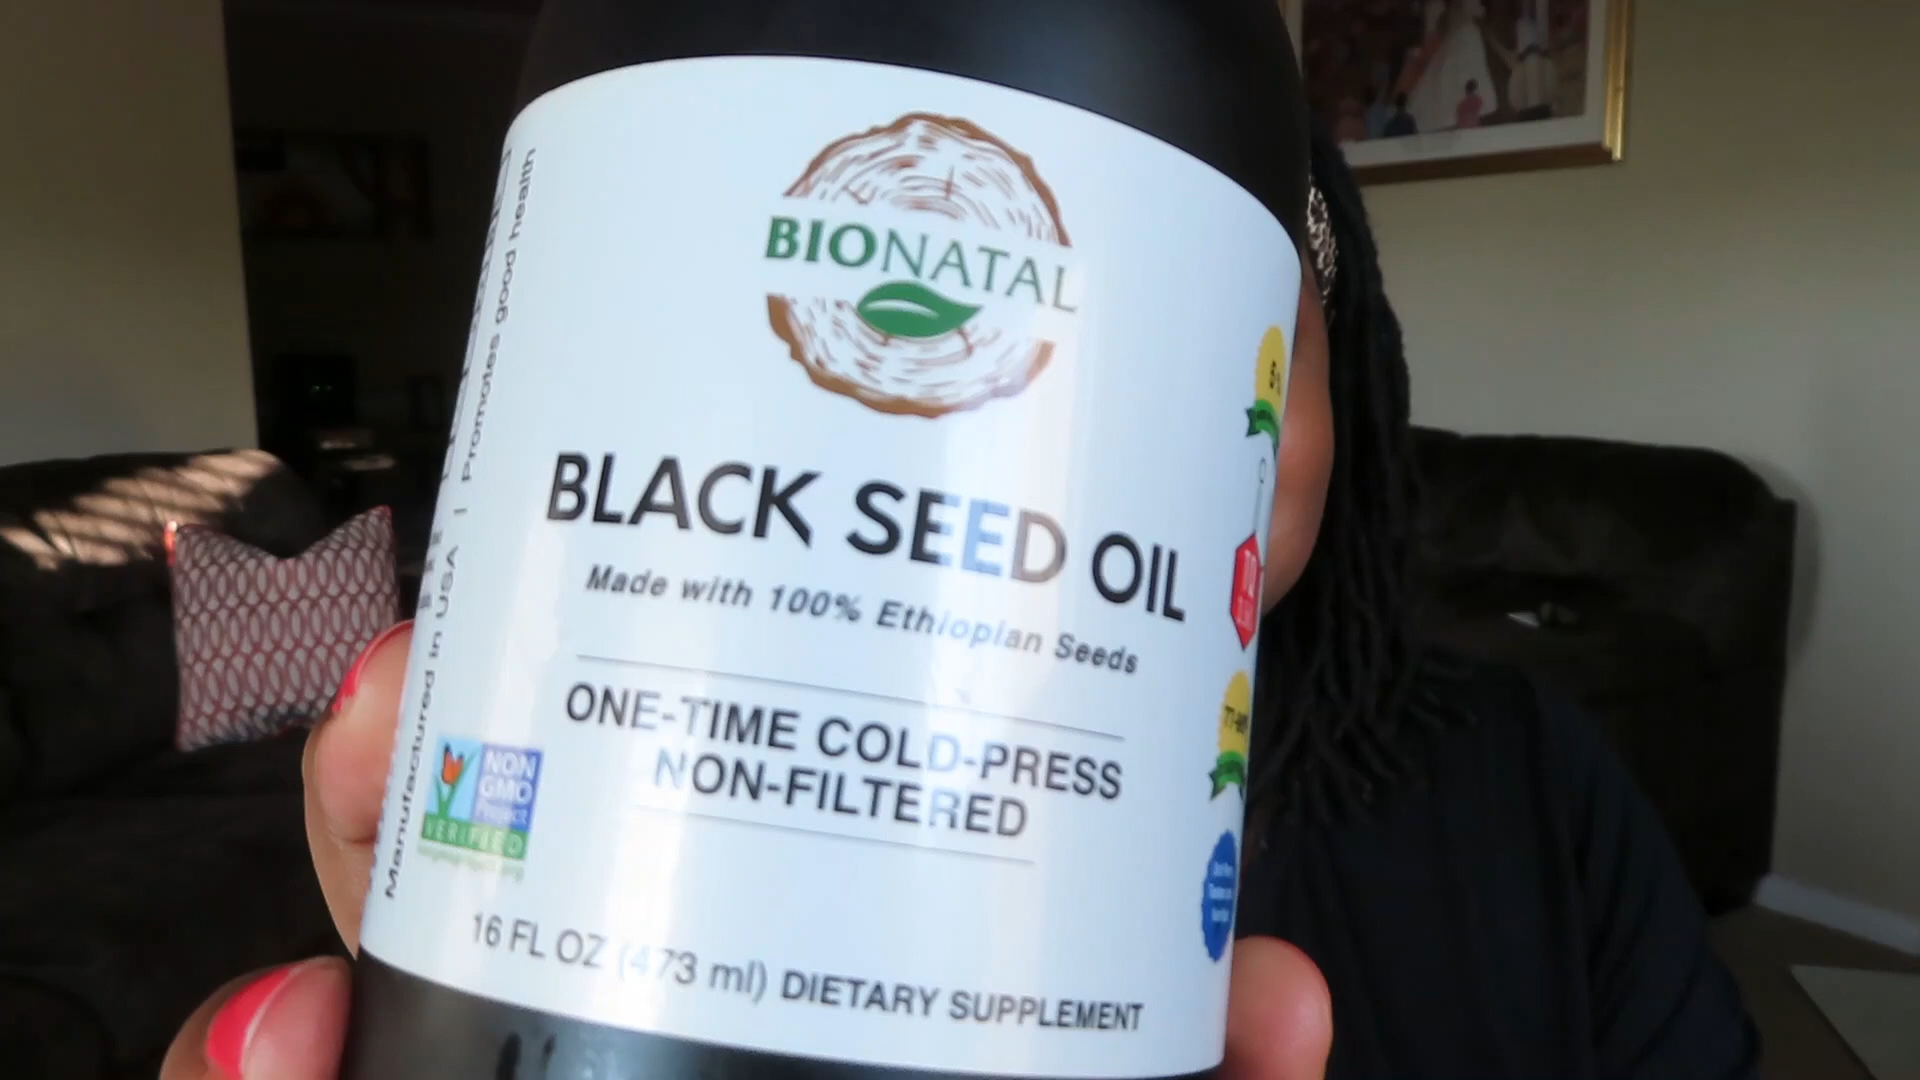 BIONATAL
BLACK SEED OIL
Made with 100% Ethiopian Seeds
ONE-TIME COLD-PRESS
NON-FILTERED
NON
GMO
Project
VERIFIED
16 FL OZ (473 ml) DIETARY SUPPLEMENT
Manufactured in USA | Promotes good health